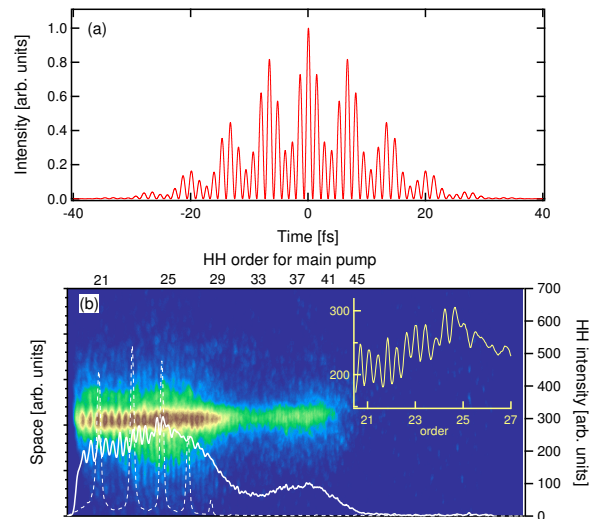 (a)
Intensity [arb. units]
1.0
0.8
0.6
0.4
0.2
0.0
-40 -20 0 20 40
Time [fs]
HH order for main pump
21 25 29 33 37 41 45
(b)
Space [arb. units]
700
600
500
400
300
200
100
0
HH intensity [arb. units]
300
200
21 23 25 27
order